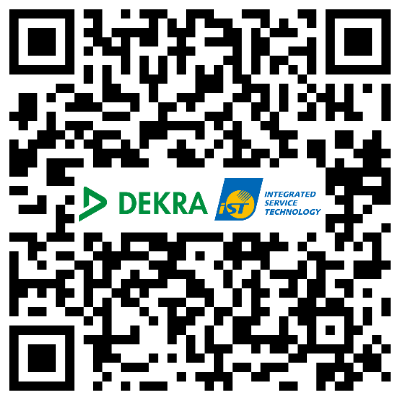 DEKRA
iST
INTEGRATED
SERVICE
TECHNOLOGY